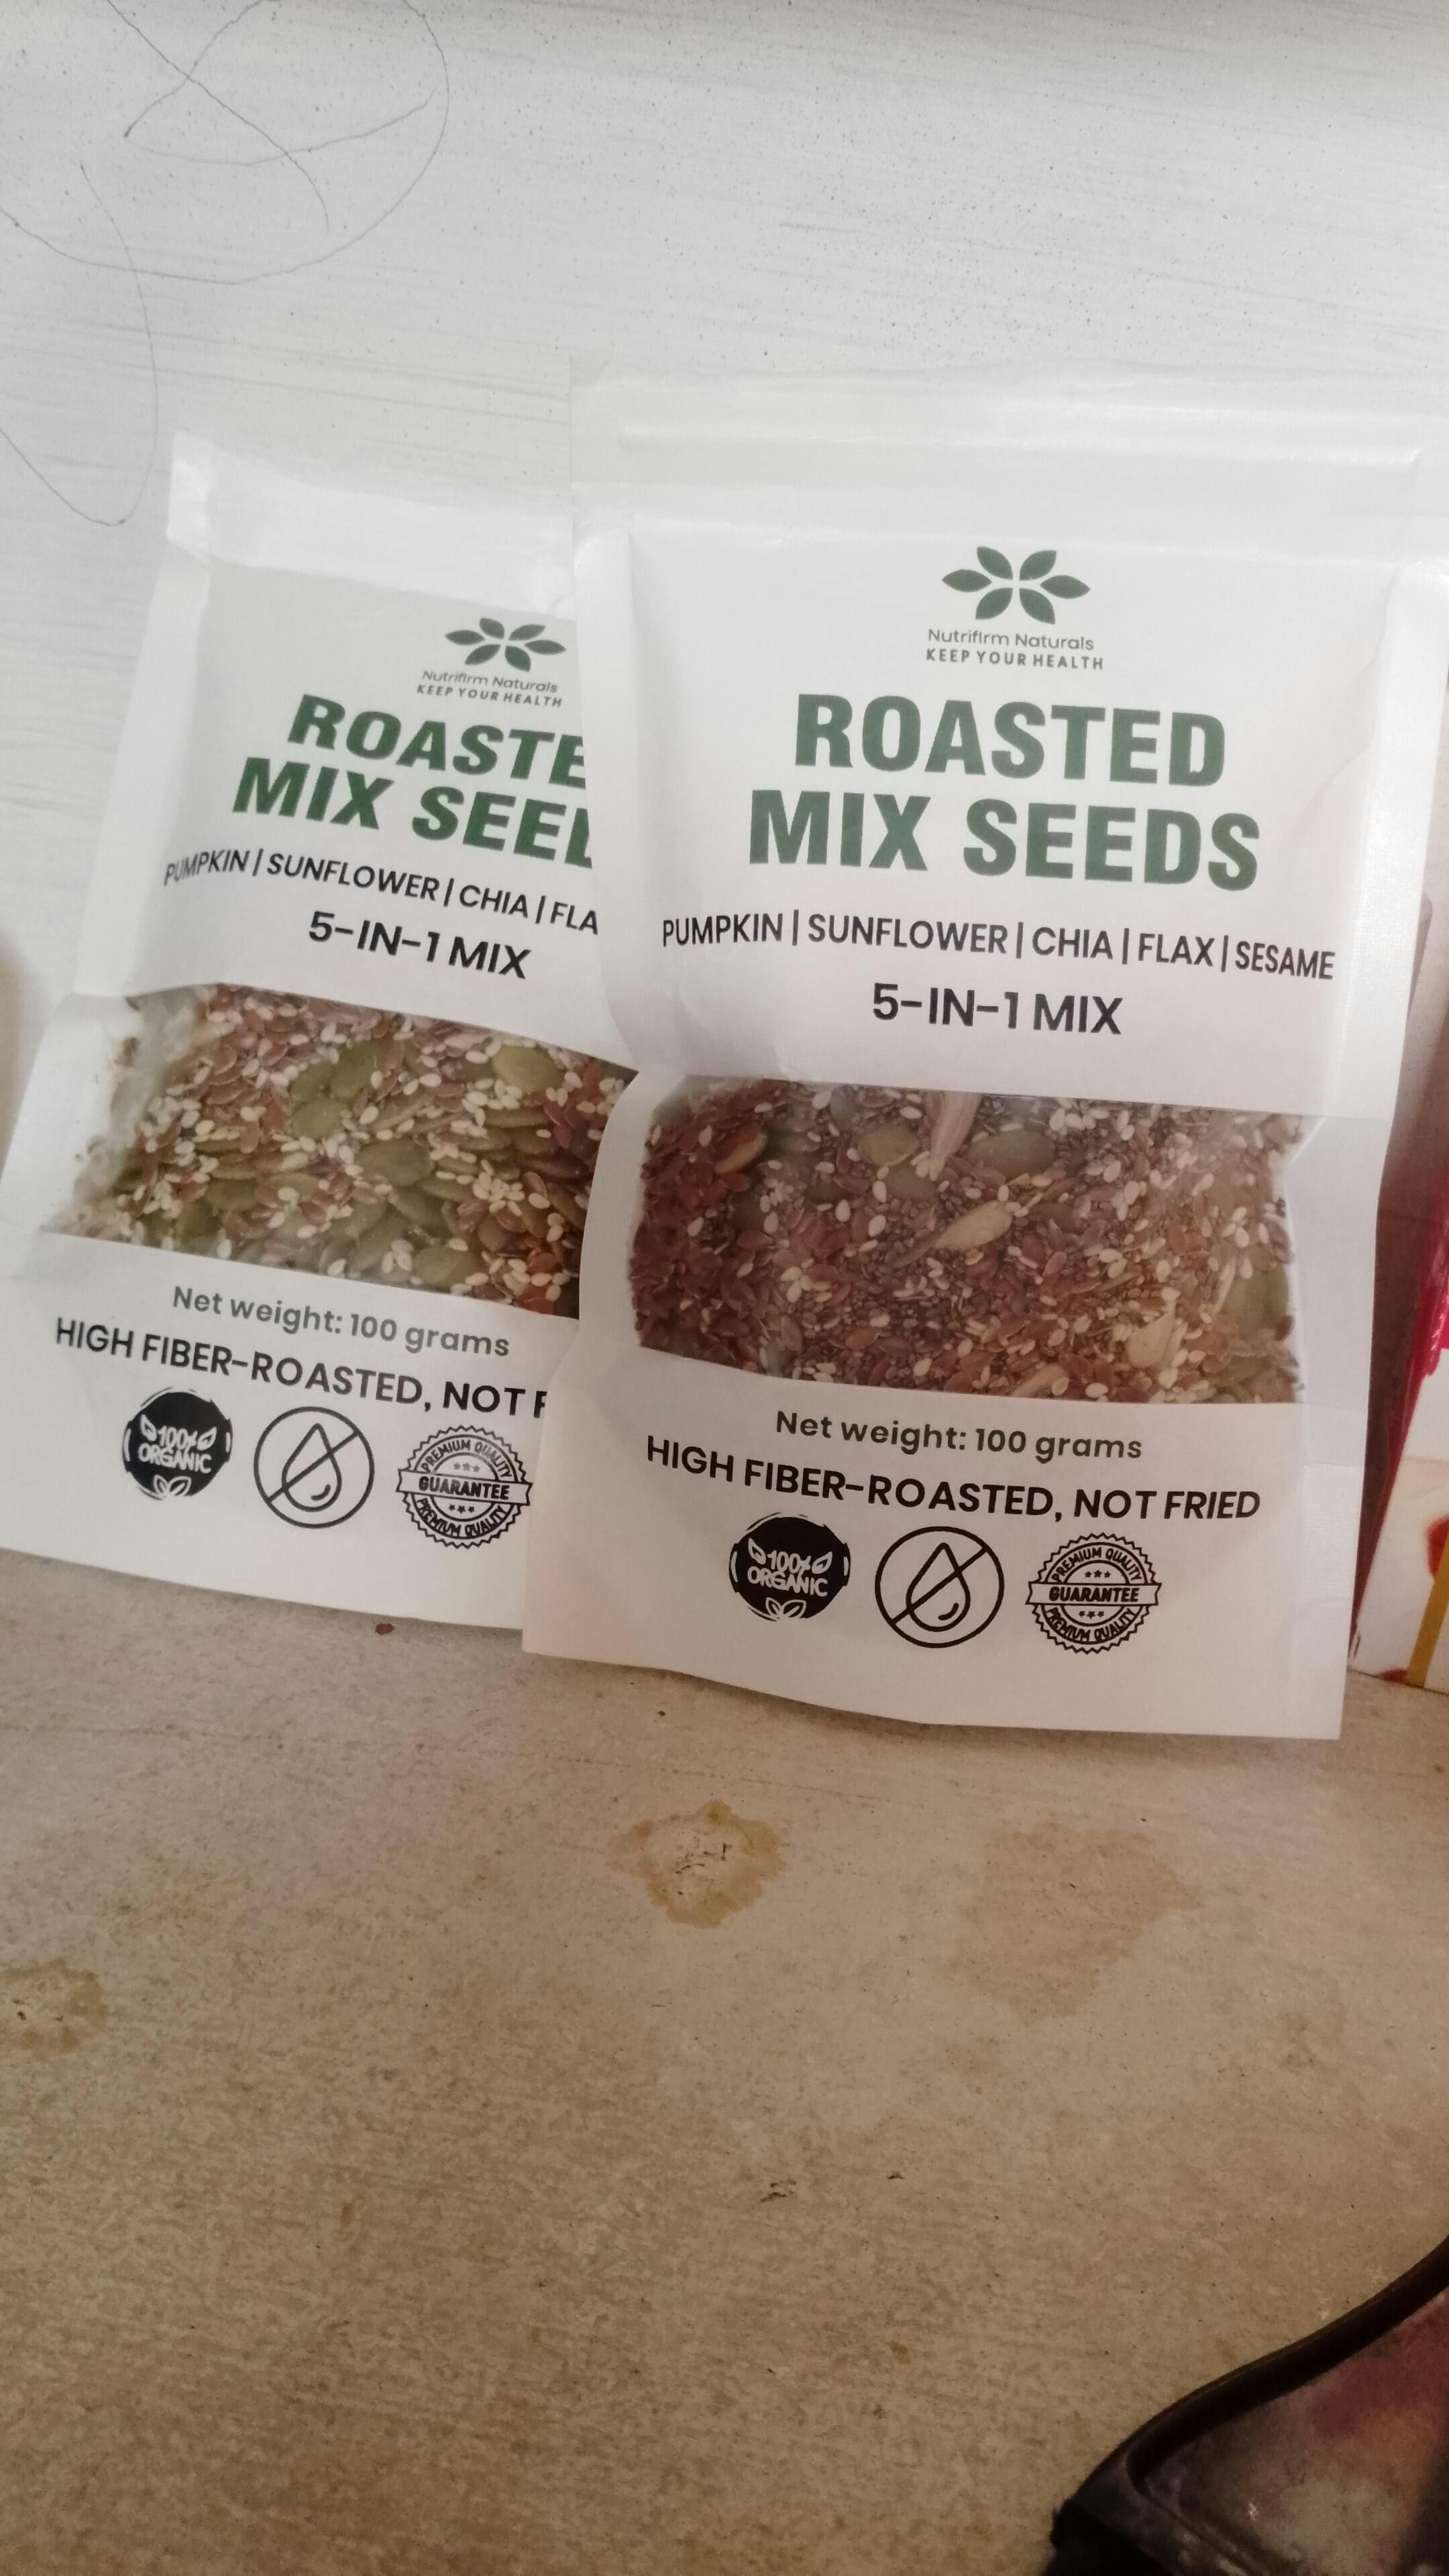 Nutrifirm Naturals
KEEP YOUR HEALTH
ROASTE
MIX SEE
PUMPKIN | SUNFLOWER | CHIA | FLA
5-IN-1 MIX
Net weight: 100 grams
HIGH FIBER-ROASTED, NOT F
100%
ORGANIC
PREMIUM QUALITY
GUARANTEE
PREMIUM QUALITY
Nutrifirm Naturals
KEEP YOUR HEALTH
ROASTED
MIX SEEDS
PUMPKIN | SUNFLOWER | CHIA | FLAX | SESAME
5-IN-1 MIX
Net weight: 100 grams
HIGH FIBER-ROASTED, NOT FRIED
100%
ORGANIC
PREMIUM QUALITY
GUARANTEE
PREMIUM QUALITY